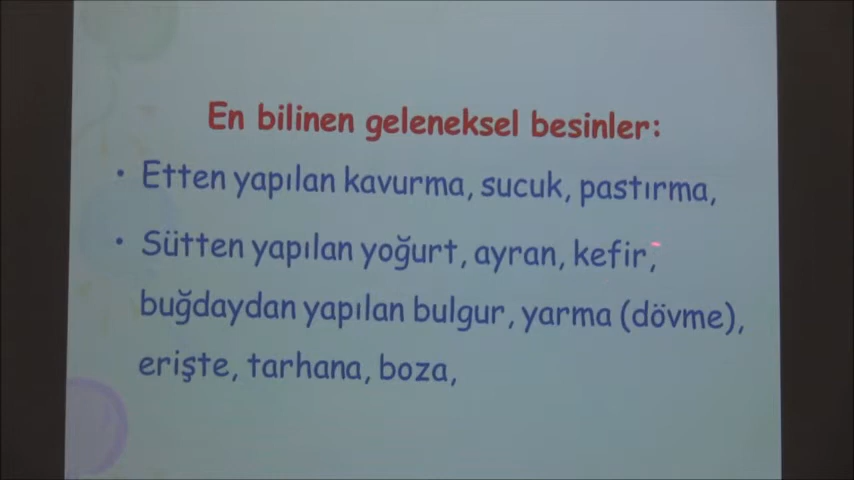 En bilinen geleneksel besinler:
• Etten yapılan kavurma, sucuk, pastırma,
• Sütten yapılan yoğurt, ayran, kefir,
buğdaydan yapılan bulgur, yarma (dövme),
erişte, tarhana, boza,